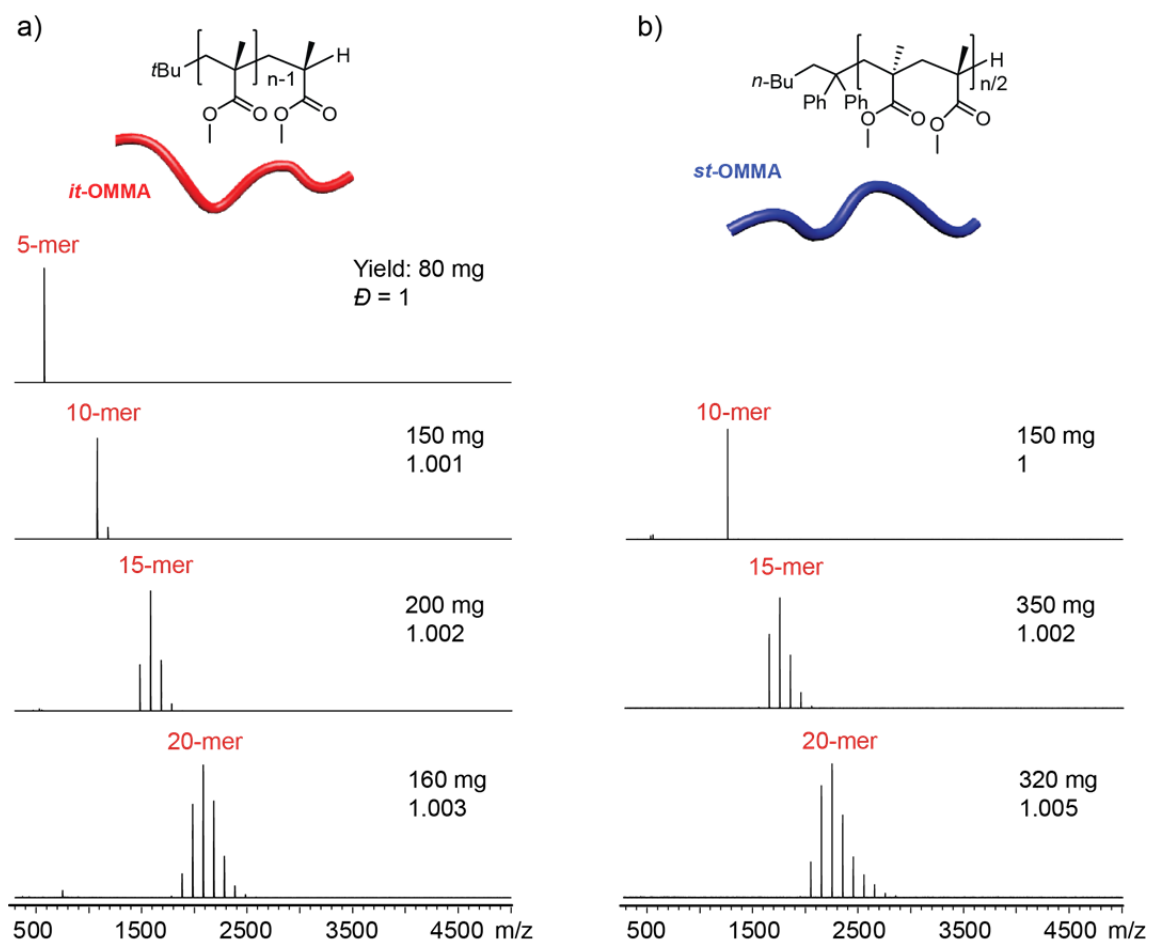 a)
tBu
n-1
H
O
O
O
O
it-OMMA
5-mer
Yield: 80 mg
Đ = 1
10-mer
150 mg
1.001
15-mer
200 mg
1.002
20-mer
160 mg
1.003
500 1500 2500 3500 4500 m/z
b)
n-Bu
Ph Ph
H
n/2
O
O
O
O
st-OMMA
10-mer
150 mg
1
15-mer
350 mg
1.002
20-mer
320 mg
1.005
500 1500 2500 3500 4500 m/z